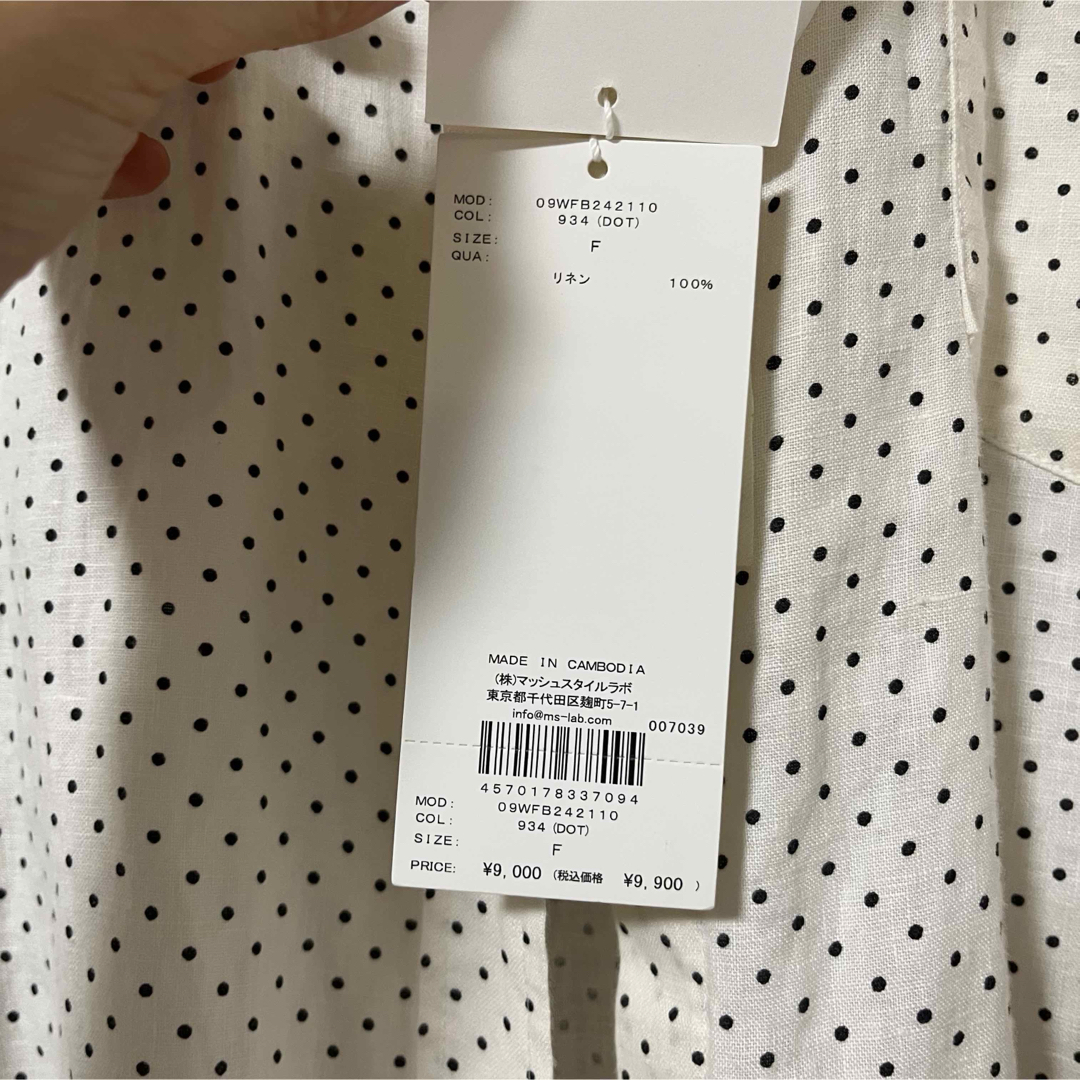 MOD: 09WFB242110
COL: 934 (DOT)
SIZE: F
QUA:
リネン 100%
MADE IN CAMBODIA
(株)マッシュスタイルラボ
東京都千代田区麹町5-7-1
info@ms-lab.com
007039
4570178337094
MOD: 09WFB242110
COL: 934 (DOT)
SIZE: F
PRICE: ¥9,000 (税込価格 ¥9,900 )